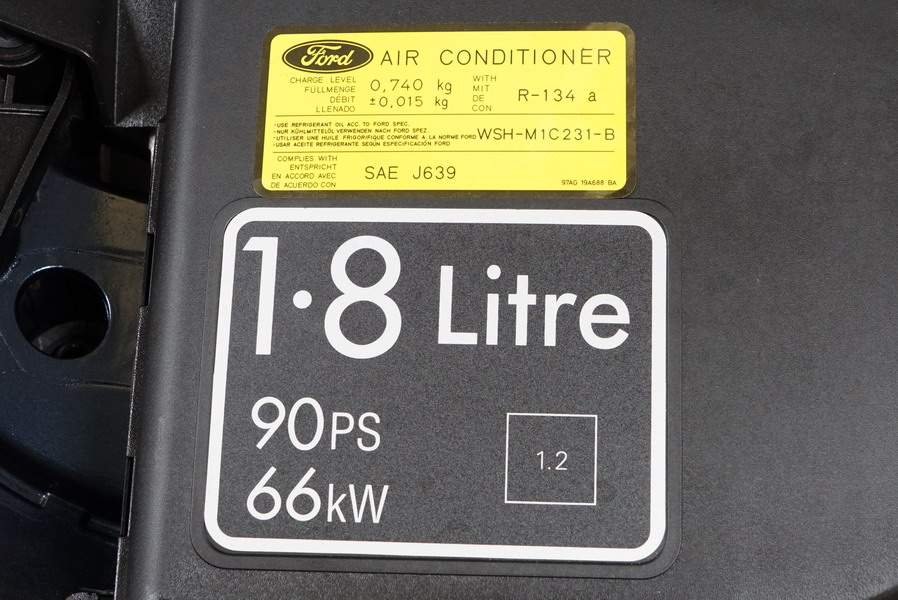 Ford AIR CONDITIONER
CHARGE LEVEL
FÜLLMENGE
DÉBIT
LLENADO
0,740 kg
±0,015 kg
WITH
MIT
DE
CON
R-134 a
-USE REFRIGERANT OIL ACC. TO FORD SPEC.
-NUR KÜHLMITTELÖL VERWENDEN NACH FORD SPEZ.
-UTILISER UNE HUILE FRIGORIFIQUE CONFORME A LA NORME FORD
-USAR ACEITE REFRIGERANTE SEGÚN ESPECIFICACIÓN FORD
WSH-M1C231-B
COMPLIES WITH
ENTSPRICHT
EN ACCORD AVEC
DE ACUERDO CON
SAE J639
97AG 19A688 BA
1·8 Litre
90PS
66kW
1.2